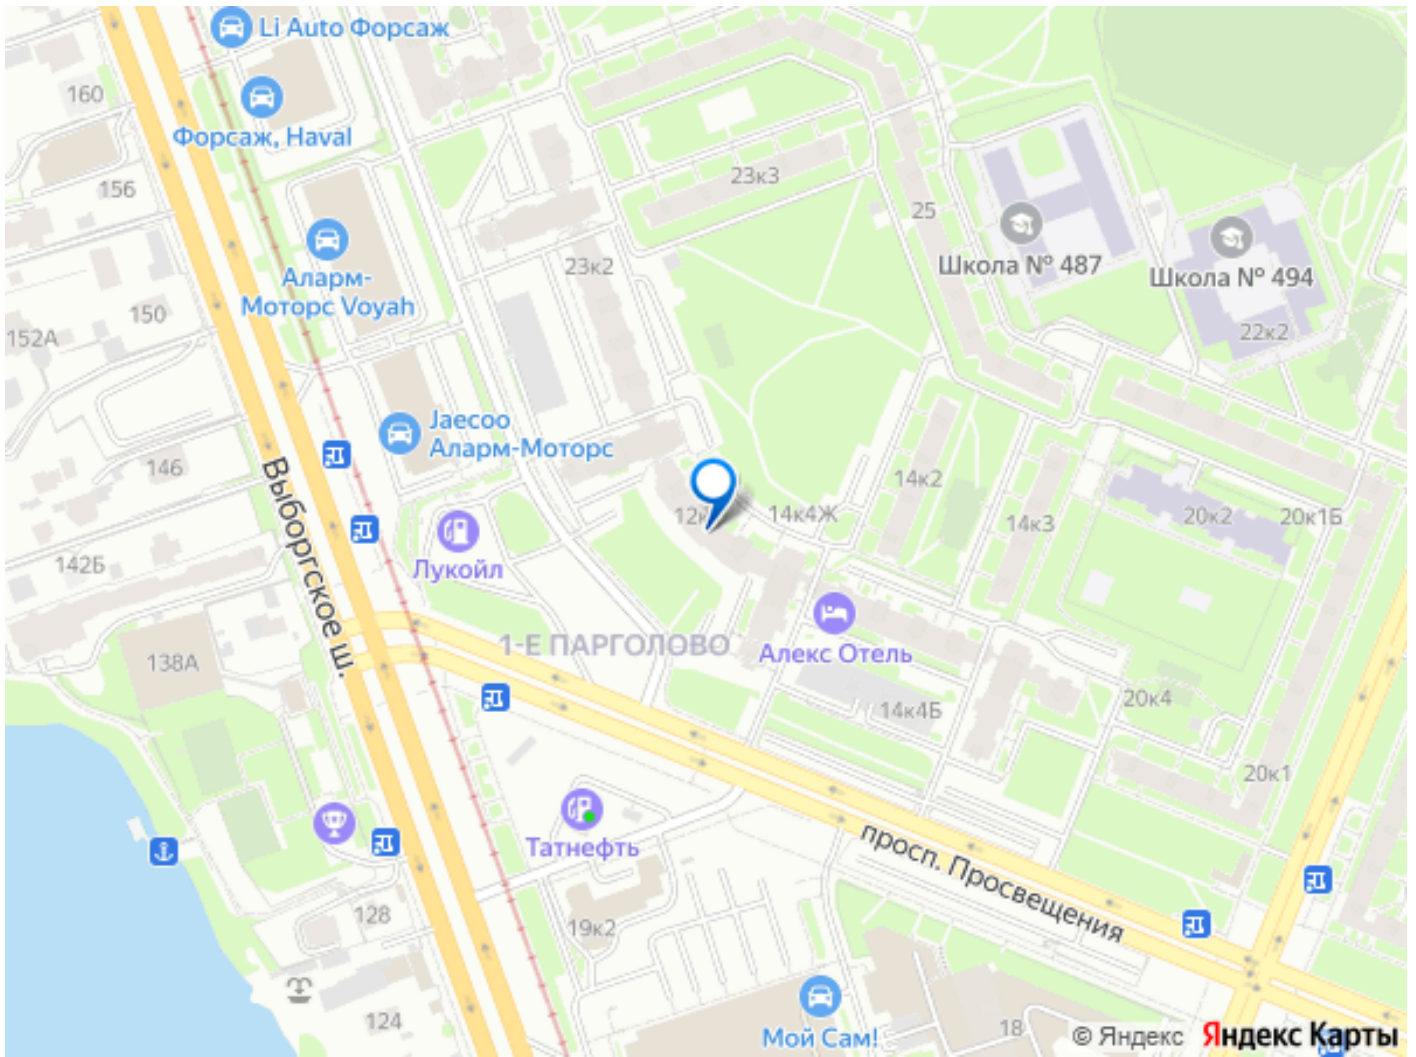 Li Auto Форсаж
160
Форсаж, Haval
156
23к3
25
Школа № 487
Школа № 494
Аларм-
Моторс Voyah
23к2
150
152А
22к2
Jaecoo
Аларм-Моторс
146
Выборгское ш.
14к2
12к
14к4Ж
14к3
20к2
20к1Б
Лукойл
142Б
1-Е ПАРГОЛОВО
Алекс Отель
138А
14к4Б
20к4
20к1
Татнефть
просп. Просвещения
128
19к2
124
Мой Сам!
18
© Яндекс
Яндекс Карты